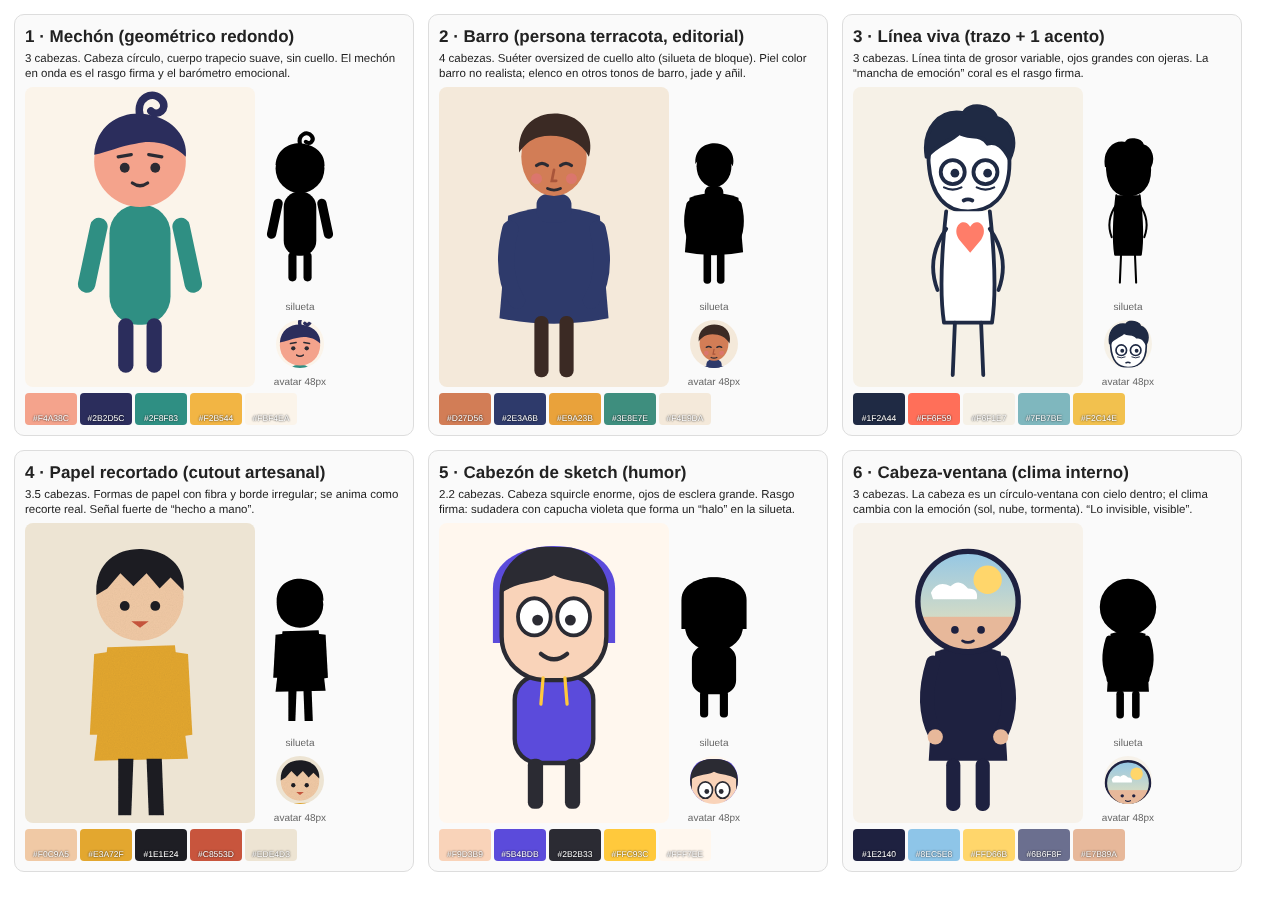 1 · Mechón (geométrico redondo)
3 cabezas. Cabeza círculo, cuerpo trapecio suave, sin cuello. El mechón
en onda es el rasgo firma y el barómetro emocional.
silueta
avatar 48px
#F4A38C #2B2D5C #2F8F83 #F2B544
2 · Barro (persona terracota, editorial)
4 cabezas. Suéter oversized de cuello alto (silueta de bloque). Piel color
barro no realista; elenco en otros tonos de barro, jade y añil.
silueta
avatar 48px
#D27D56 #2E3A6B #E9A23B #3E8E7E
3 · Línea viva (trazo + 1 acento)
3 cabezas. Línea tinta de grosor variable, ojos grandes con ojeras. La
“mancha de emoción” coral es el rasgo firma.
silueta
avatar 48px
#1F2A44 #FF6F59 #7FB7BE #F2C14E
4 · Papel recortado (cutout artesanal)
3.5 cabezas. Formas de papel con fibra y borde irregular; se anima como
recorte real. Señal fuerte de “hecho a mano”.
silueta
avatar 48px
#E3A72F #1E1E24 #C8553D
5 · Cabezón de sketch (humor)
2.2 cabezas. Cabeza squircle enorme, ojos de esclera grande. Rasgo
firma: sudadera con capucha violeta que forma un “halo” en la silueta.
silueta
avatar 48px
#5B4BDB #2B2B33
6 · Cabeza-ventana (clima interno)
3 cabezas. La cabeza es un círculo-ventana con cielo dentro; el clima
cambia con la emoción (sol, nube, tormenta). “Lo invisible, visible”.
silueta
avatar 48px
#1E2140 #8EC5E8 #FFD56B #6B6F8F #E7B89A